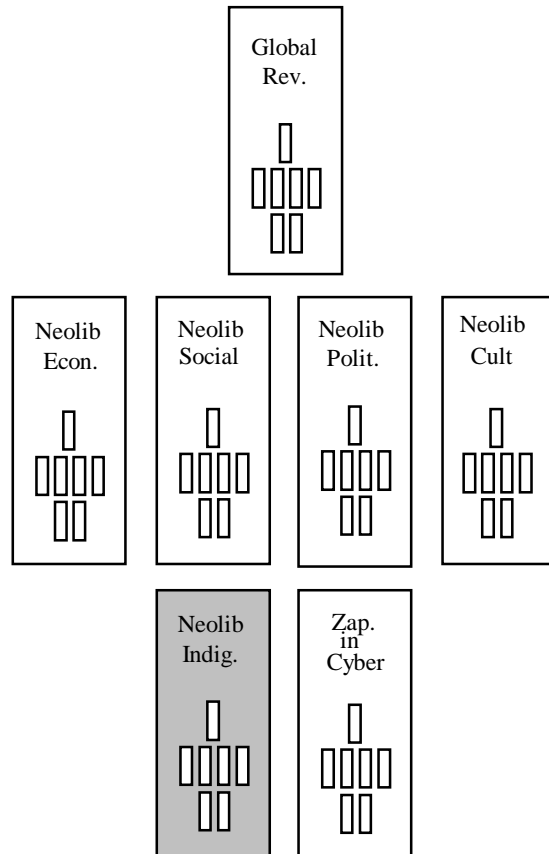 Global
Rev.
Neolib
Econ.
Neolib
Social
Neolib
Polit.
Neolib
Cult
Neolib
Indig.
Zap.
in
Cyber